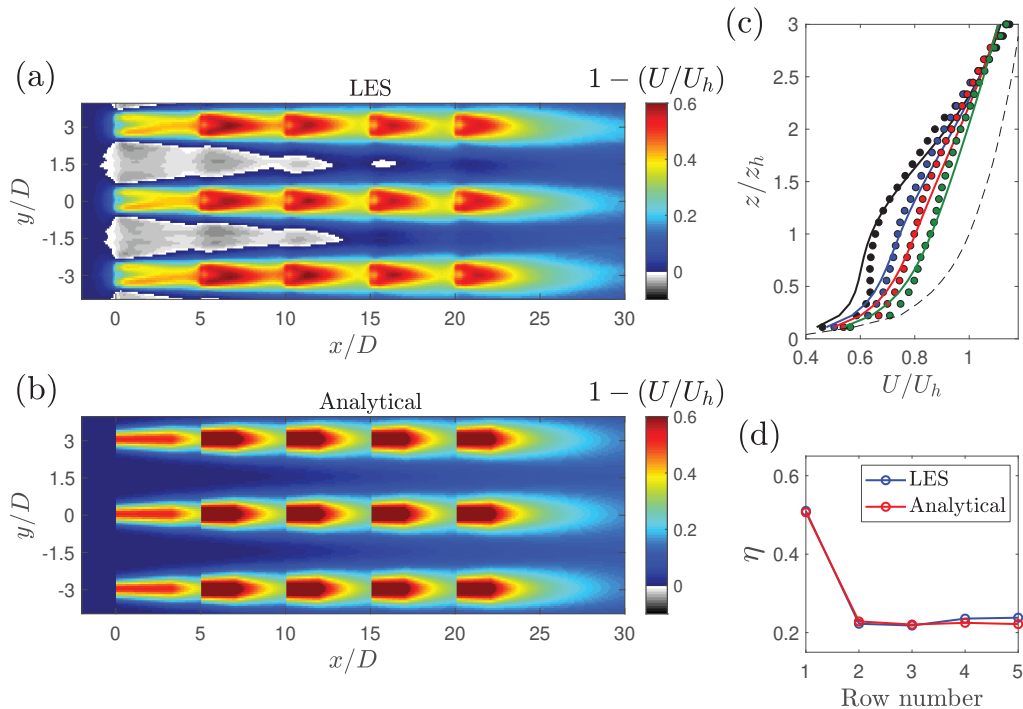 (a)
LES
1 − (U/U_h)
3
1.5
0
-1.5
-3
y/D
0 5 10 15 20 25 30
x/D
0.6
0.4
0.2
0
(b)
Analytical
1 − (U/U_h)
3
1.5
0
-1.5
-3
y/D
0 5 10 15 20 25 30
x/D
0.6
0.4
0.2
0
(c)
3
2.5
2
1.5
1
0.5
0
z/z_h
0.4 0.6 0.8 1
U/U_h
(d)
0.6
0.4
0.2
η
LES
Analytical
1 2 3 4 5
Row number